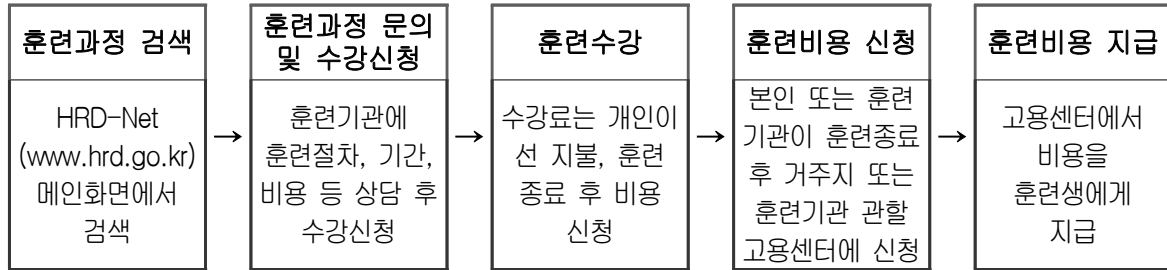 훈련과정 검색
HRD-Net
(www.hrd.go.kr)
메인화면에서
검색
→
훈련과정 문의
및 수강신청
훈련기관에
훈련절차, 기간,
비용 등 상담 후
수강신청
→
훈련수강
수강료는 개인이
선 지불, 훈련
종료 후 비용
신청
→
훈련비용 신청
본인 또는 훈련
기관이 훈련종료
후 거주지 또는
훈련기관 관할
고용센터에 신청
→
훈련비용 지급
고용센터에서
비용을
훈련생에게
지급